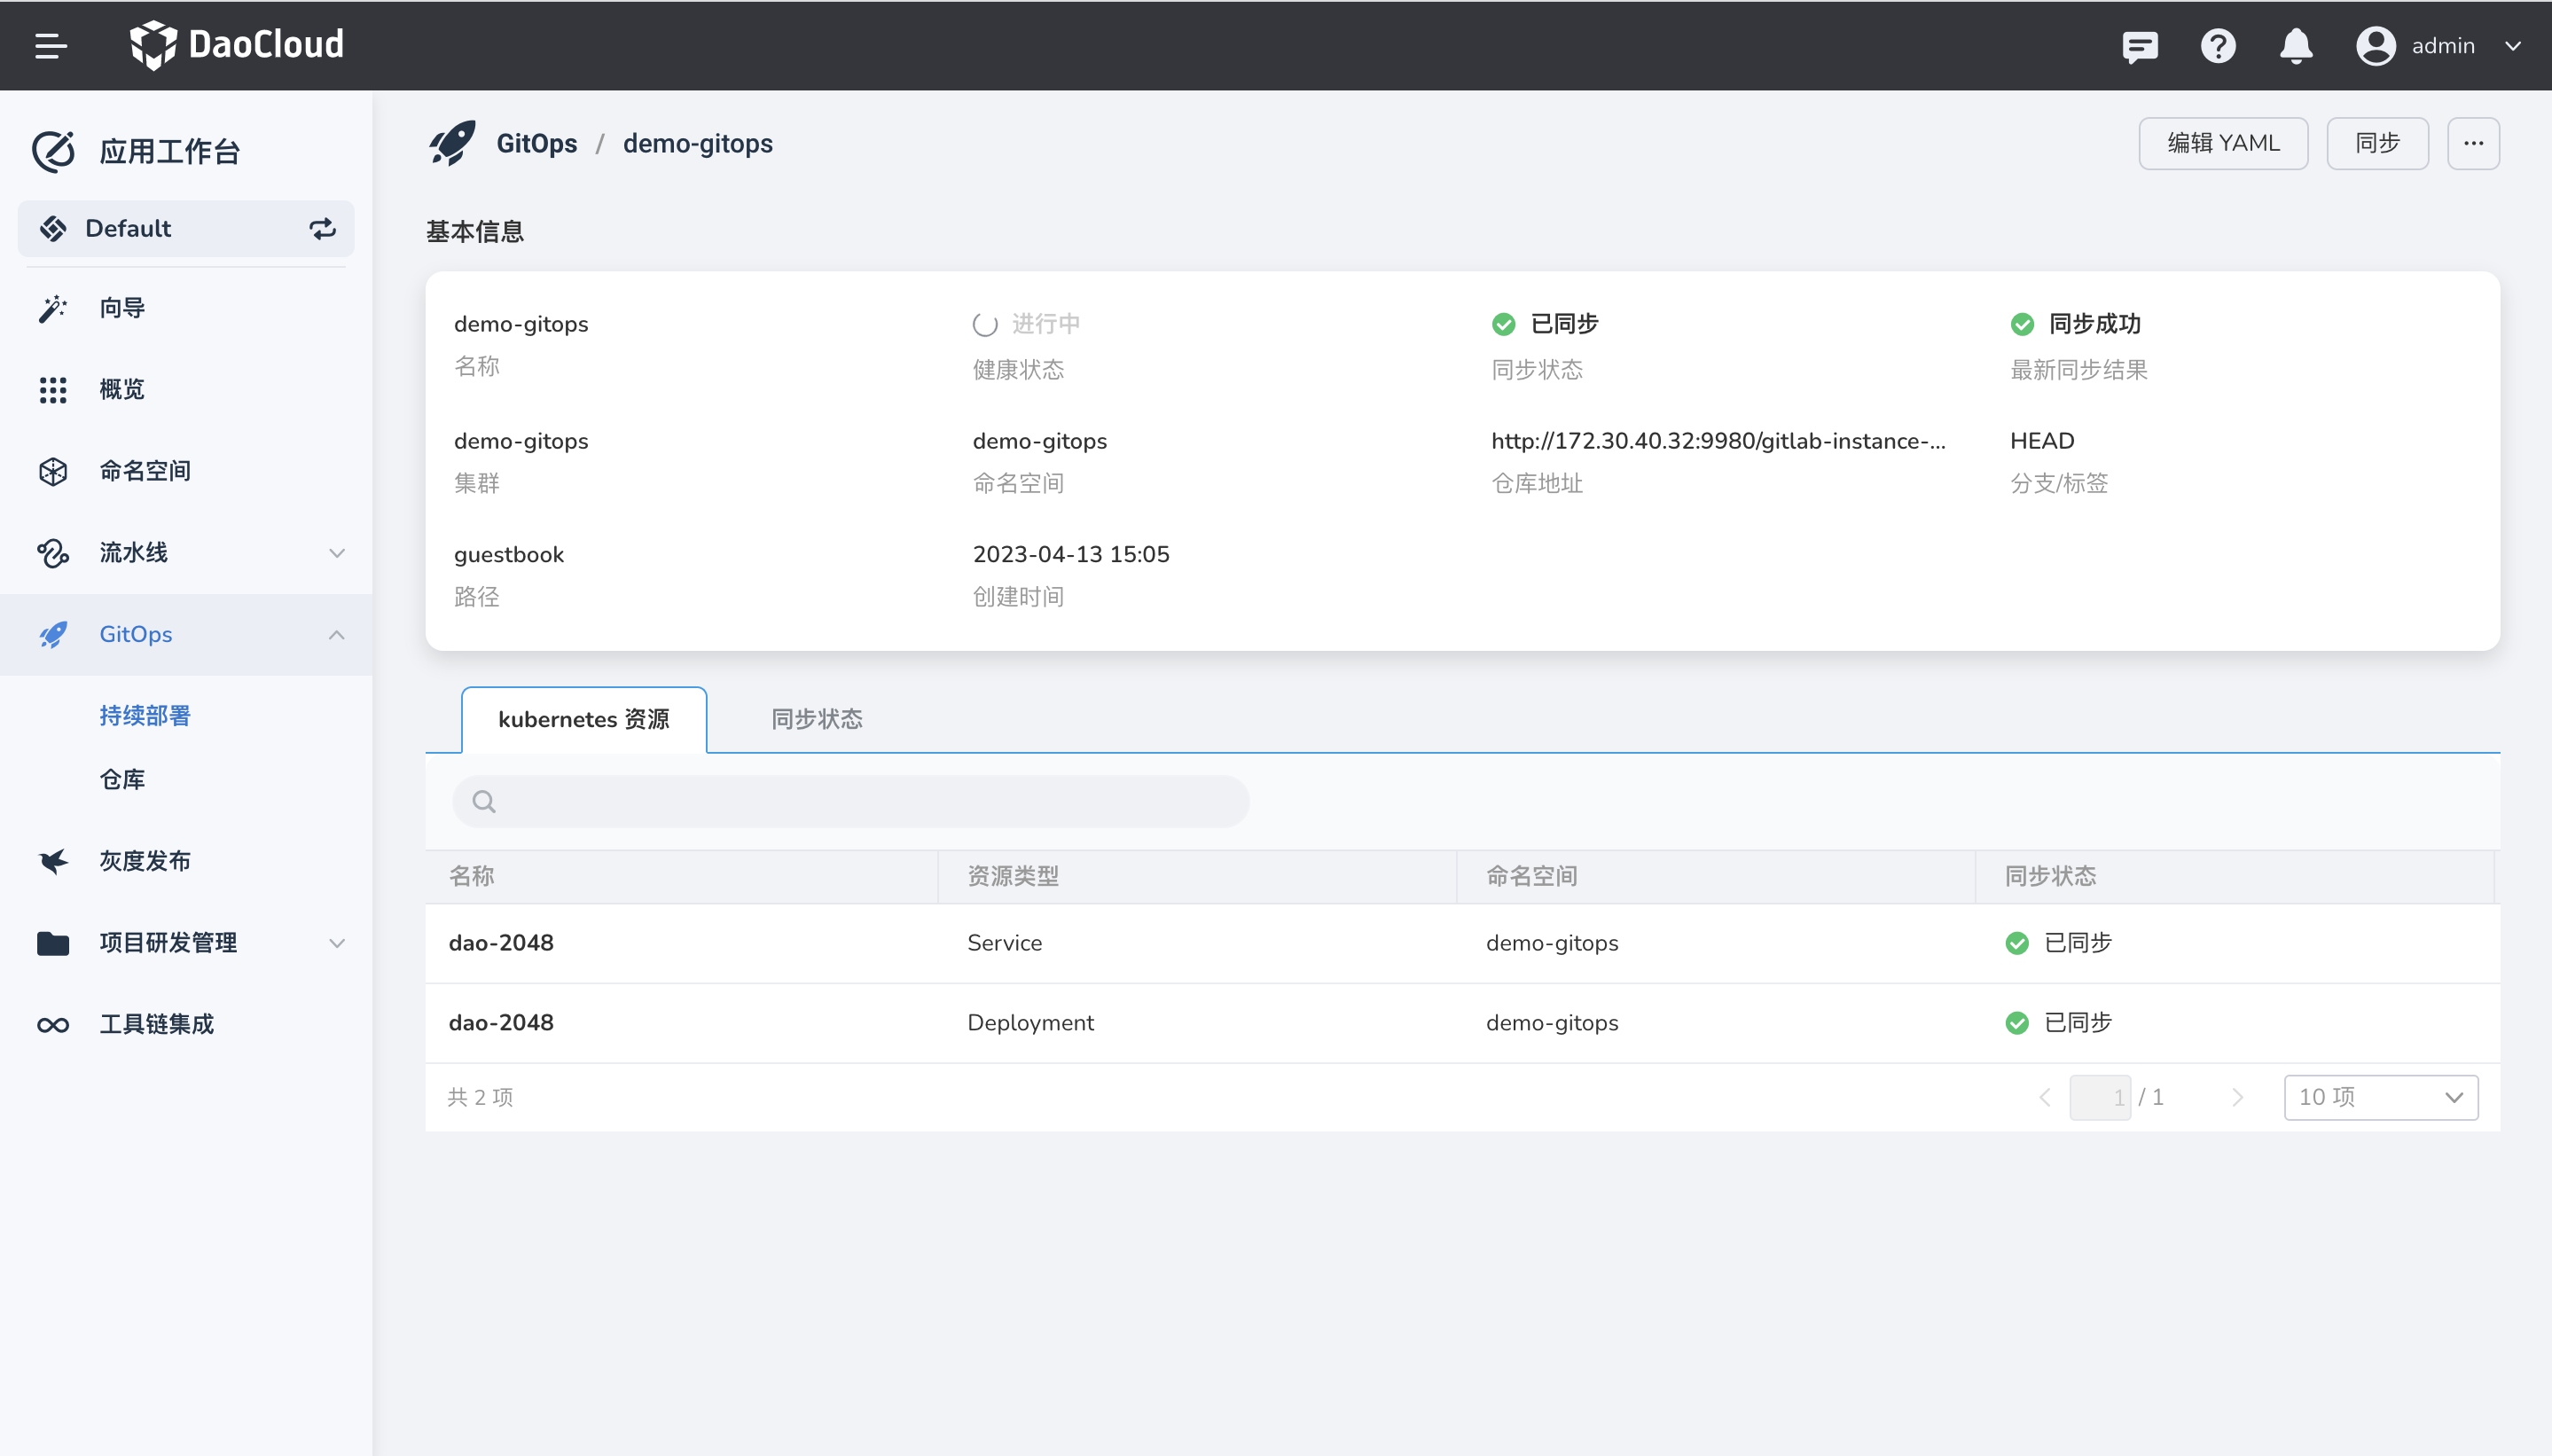 DaoCloud
admin
应用工作台
Default
向导
概览
命名空间
流水线
GitOps
持续部署
仓库
灰度发布
项目研发管理
工具链集成
GitOps / demo-gitops
编辑 YAML
同步
基本信息
demo-gitops
名称
进行中
健康状态
已同步
同步状态
同步成功
最新同步结果
demo-gitops
集群
demo-gitops
命名空间
http://172.30.40.32:9980/gitlab-instance-...
仓库地址
HEAD
分支/标签
guestbook
路径
2023-04-13 15:05
创建时间
kubernetes 资源
同步状态
名称 资源类型 命名空间 同步状态
dao-2048 Service demo-gitops 已同步
dao-2048 Deployment demo-gitops 已同步
共 2 项
1 / 1
10 项